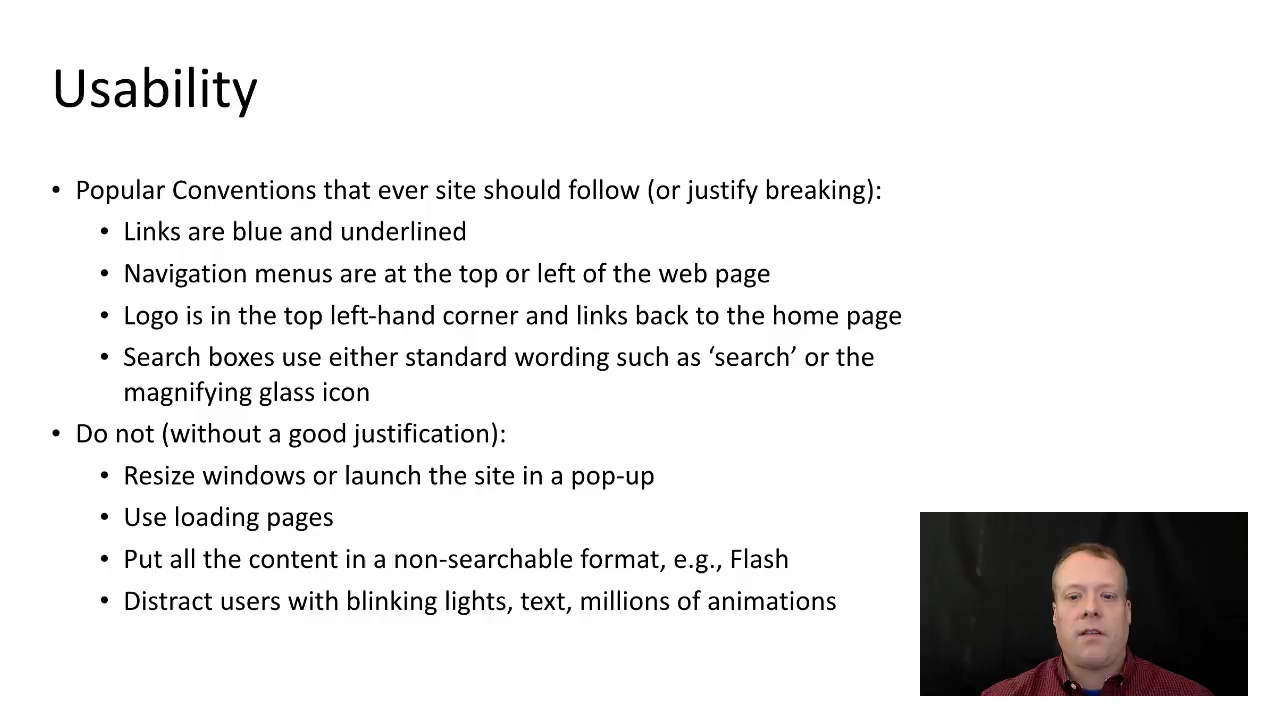 Usability
• Popular Conventions that ever site should follow (or justify breaking):
• Links are blue and underlined
• Navigation menus are at the top or left of the web page
• Logo is in the top left-hand corner and links back to the home page
• Search boxes use either standard wording such as ‘search’ or the
magnifying glass icon
• Do not (without a good justification):
• Resize windows or launch the site in a pop-up
• Use loading pages
• Put all the content in a non-searchable format, e.g., Flash
• Distract users with blinking lights, text, millions of animations